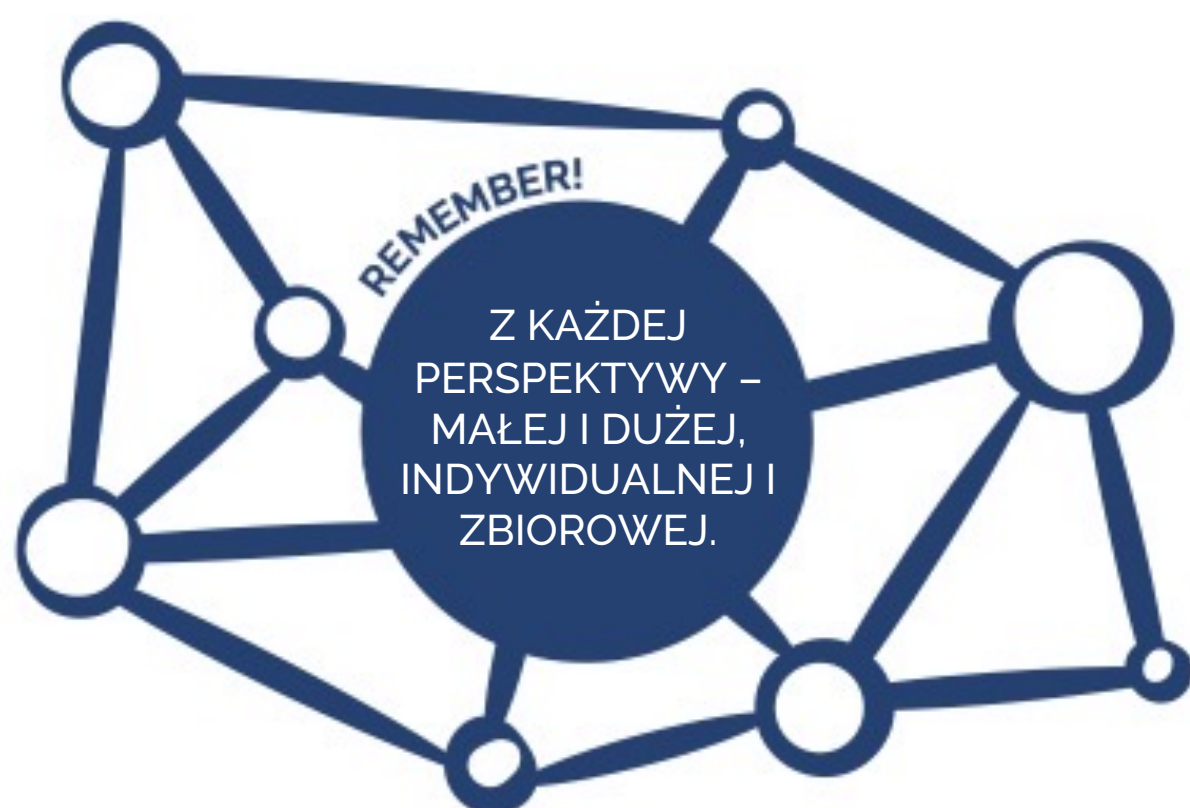 REMEMBER!
Z KAŻDEJ
PERSPEKTYWY –
MAŁEJ I DUŻEJ,
INDYWIDUALNEJ I
ZBIOROWEJ.